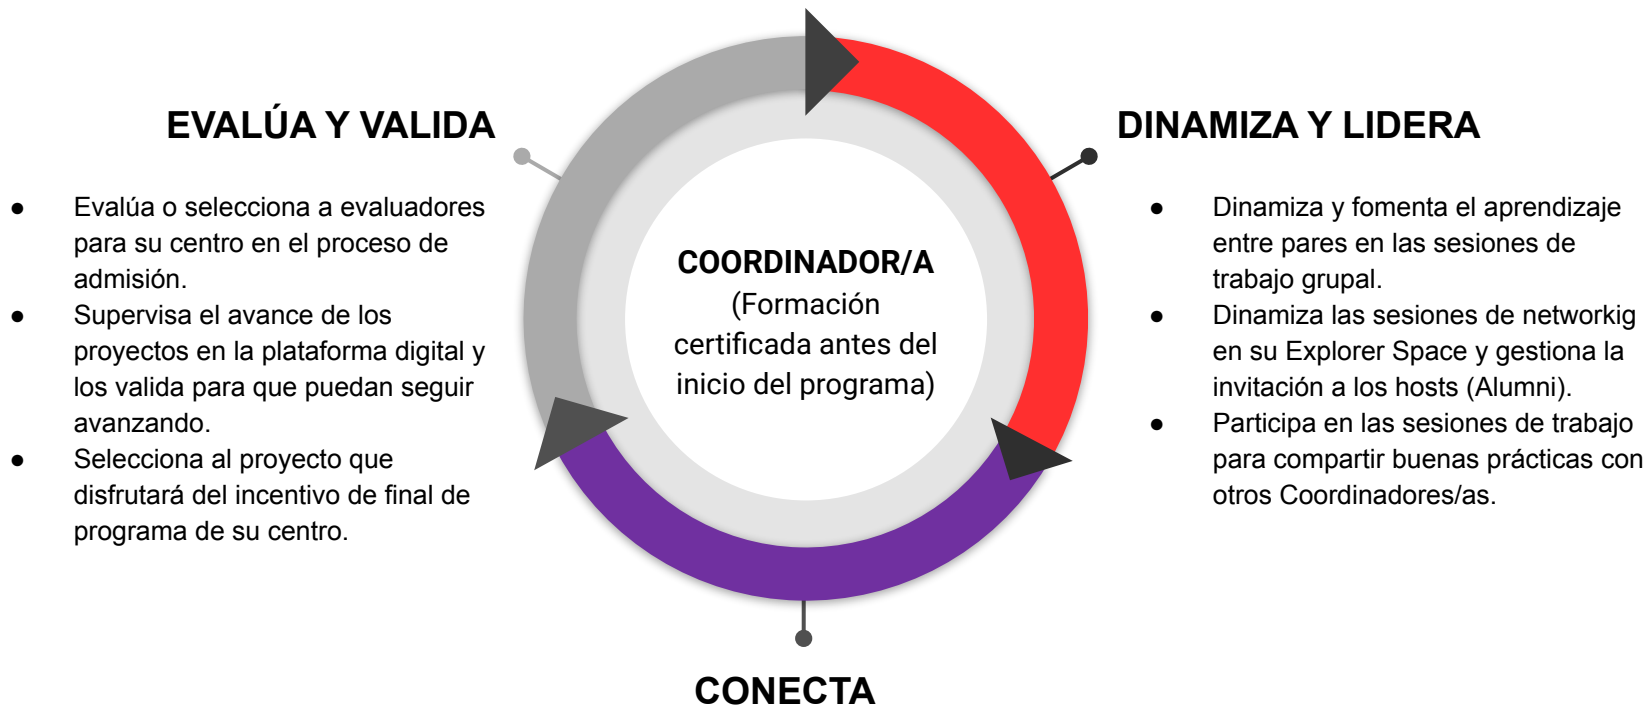 EVALÚA Y VALIDA
● Evalúa o selecciona a evaluadores
para su centro en el proceso de
admisión.
● Supervisa el avance de los
proyectos en la plataforma digital y
los valida para que puedan seguir
avanzando.
● Selecciona al proyecto que
disfrutará del incentivo de final de
programa de su centro.
COORDINADOR/A
(Formación
certificada antes del
inicio del programa)
DINAMIZA Y LIDERA
● Dinamiza y fomenta el aprendizaje
entre pares en las sesiones de
trabajo grupal.
● Dinamiza las sesiones de networkig
en su Explorer Space y gestiona la
invitación a los hosts (Alumni).
● Participa en las sesiones de trabajo
para compartir buenas prácticas con
otros Coordinadores/as.
CONECTA